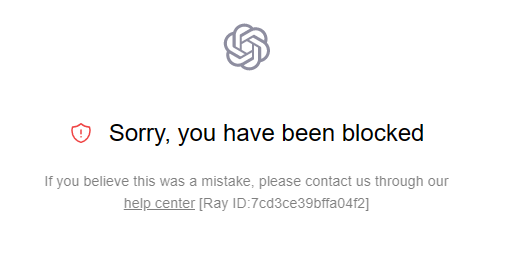 Sorry, you have been blocked
If you believe this was a mistake, please contact us through our
help center [Ray ID:7cd3ce39bffa04f2]